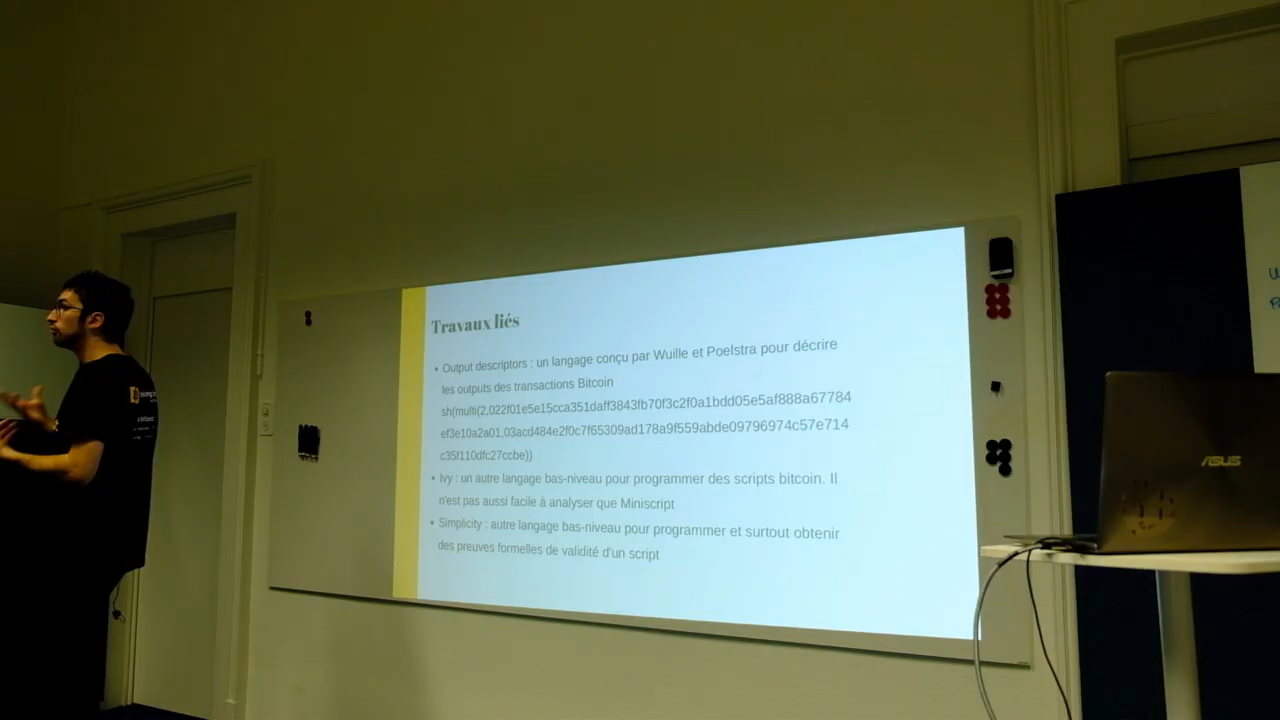 Travaux liés
• Output descriptors : un langage conçu par Wuille et Poelstra pour décrire
les outputs des transactions Bitcoin
sh(multi(2,022f01e5e15cca351daff3843fb70f3c2f0a1bdd05e5af888a67784
ef3e10a2a01,03acd484e2f0c7f65309ad178a9f559abde09796974c57e714
c35f110dfc27ccbe))
• Ivy : un autre langage bas-niveau pour programmer des scripts bitcoin. Il
n'est pas aussi facile à analyser que Miniscript
• Simplicity : autre langage bas-niveau pour programmer et surtout obtenir
des preuves formelles de validité d'un script
ASUS